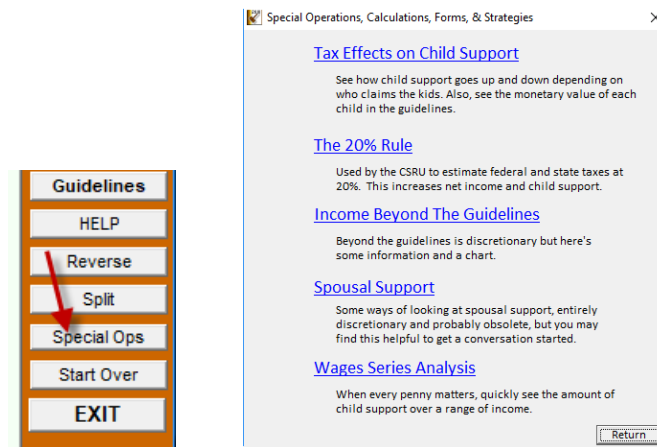 Guidelines
HELP
Reverse
Split
Special Ops
Start Over
EXIT
Special Operations, Calculations, Forms, & Strategies
Tax Effects on Child Support
See how child support goes up and down depending on
who claims the kids. Also, see the monetary value of each
child in the guidelines.
The 20% Rule
Used by the CSRU to estimate federal and state taxes at
20%. This increases net income and child support.
Income Beyond The Guidelines
Beyond the guidelines is discretionary but here's
some information and a chart.
Spousal Support
Some ways of looking at spousal support, entirely
discretionary and probably obsolete, but you may
find this helpful to get a conversation started.
Wages Series Analysis
When every penny matters, quickly see the amount of
child support over a range of income.
Return